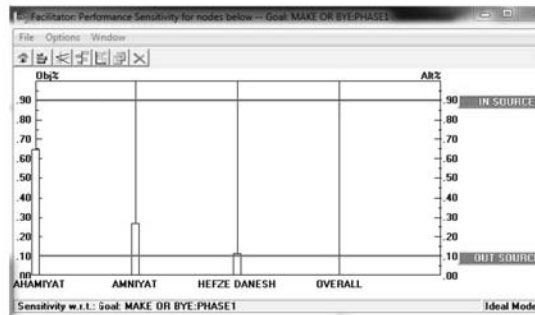 Facilitator: Performance Sensitivity for nodes below -- Goal: MAKE OR BYE:PHASE1
File Options Window
Obj% Alt%
.90 .90 IN SOURCE
.80 .80
.70 .70
.60 .60
.50 .50
.40 .40
.30 .30
.20 .20
.10 .10 OUT SOURCE
.00 .00
AHAMIYAT AMNIYAT HEFZE DANESH OVERALL
Sensitivity w.r.t.: Goal: MAKE OR BYE:PHASE1 Ideal Mode